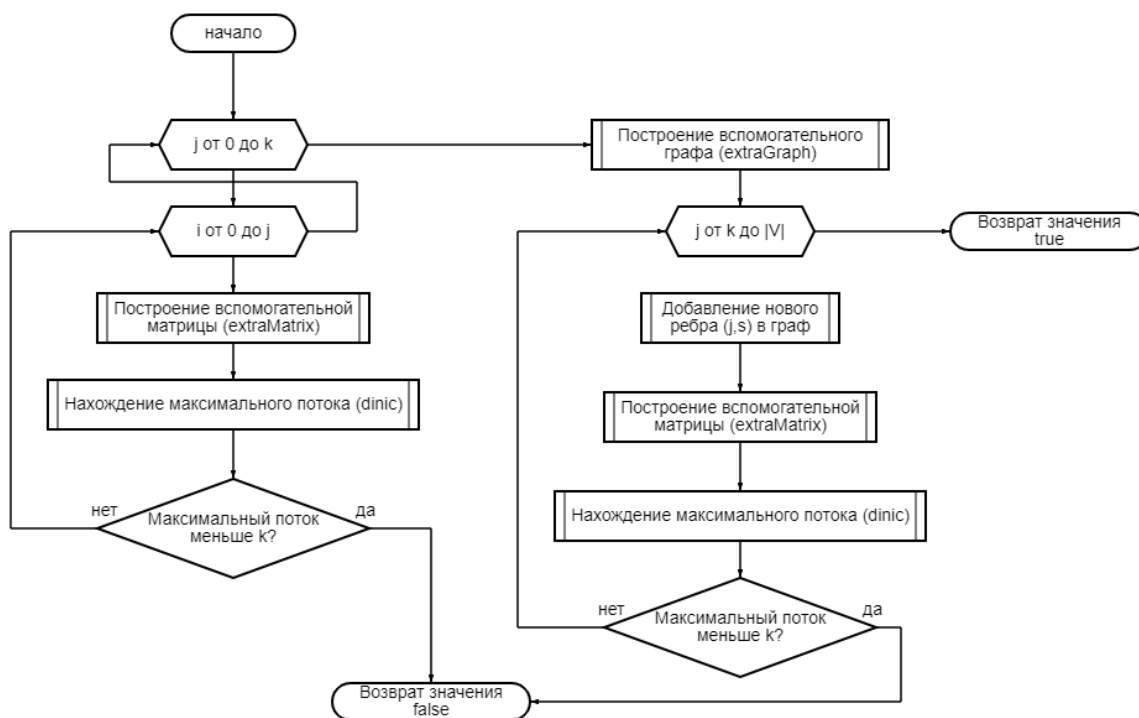 начало
j от 0 до k
i от 0 до j
Построение вспомогательной
матрицы (extraMatrix)
Нахождение максимального потока (dinic)
нет
Максимальный поток
меньше k?
да
Построение вспомогательного
графа (extraGraph)
j от k до |V|
Возврат значения
true
Добавление нового
ребра (j,s) в граф
Построение вспомогательной
матрицы (extraMatrix)
Нахождение максимального потока (dinic)
нет
Максимальный поток
меньше k?
да
Возврат значения
false